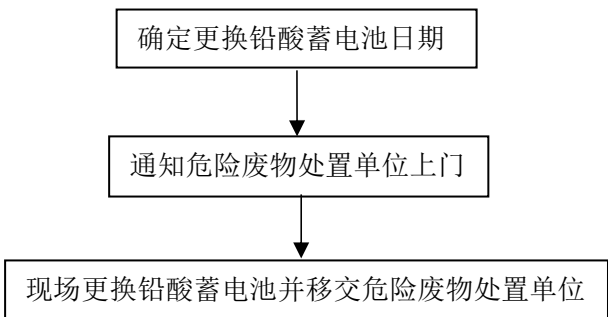 确定更换铅酸蓄电池日期
通知危险废物处置单位上门
现场更换铅酸蓄电池并移交危险废物处置单位